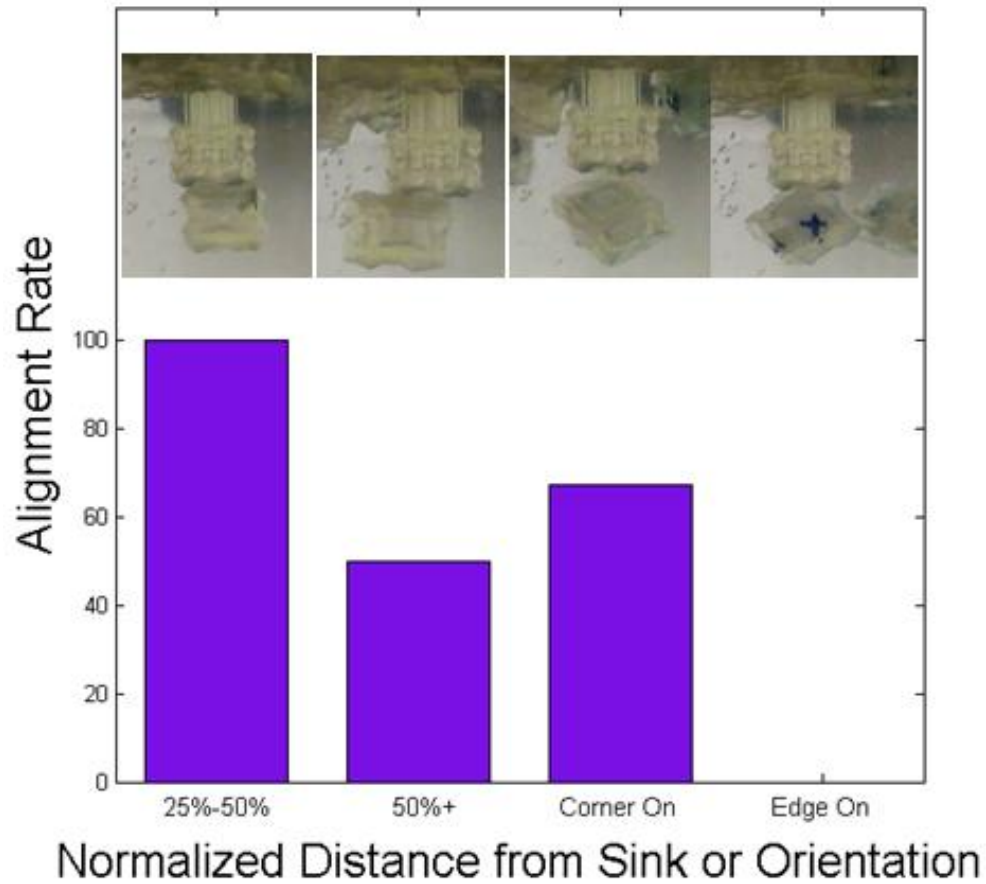 Alignment Rate
100
80
60
40
20
0
25%-50%
50%+
Corner On
Edge On
Normalized Distance from Sink or Orientation